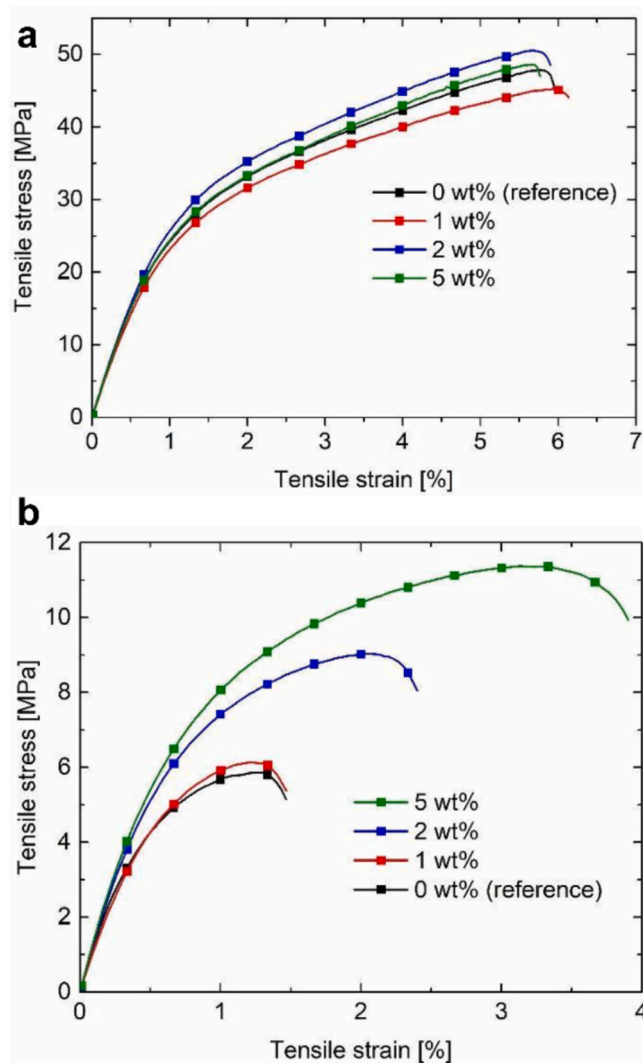 a
Tensile stress [MPa]
50
40
30
20
10
0
0 wt% (reference)
1 wt%
2 wt%
5 wt%
0 1 2 3 4 5 6 7
Tensile strain [%]
b
Tensile stress [MPa]
12
10
8
6
4
2
0
5 wt%
2 wt%
1 wt%
0 wt% (reference)
0 1 2 3 4
Tensile strain [%]